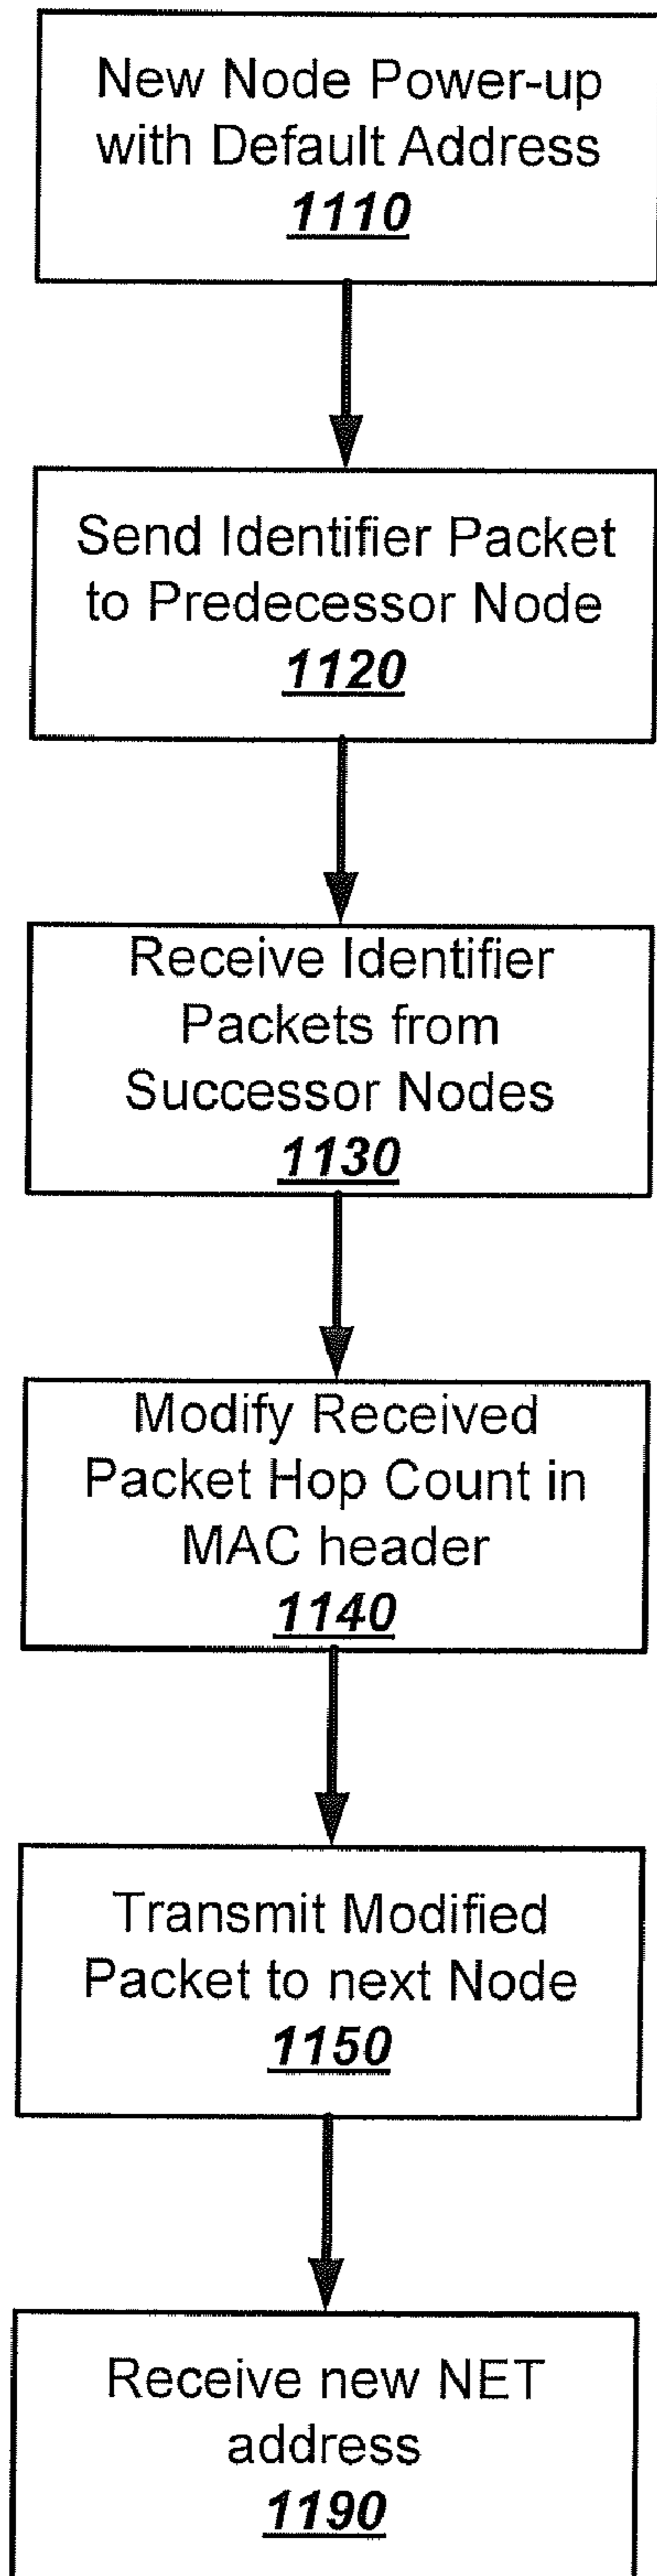 New Node Power-up
with Default Address
1110
Send Identifier Packet
to Predecessor Node
1120
Receive Identifier
Packets from
Successor Nodes
1130
Modify Received
Packet Hop Count in
MAC header
1140
Transmit Modified
Packet to next Node
1150
Receive new NET
address
1190